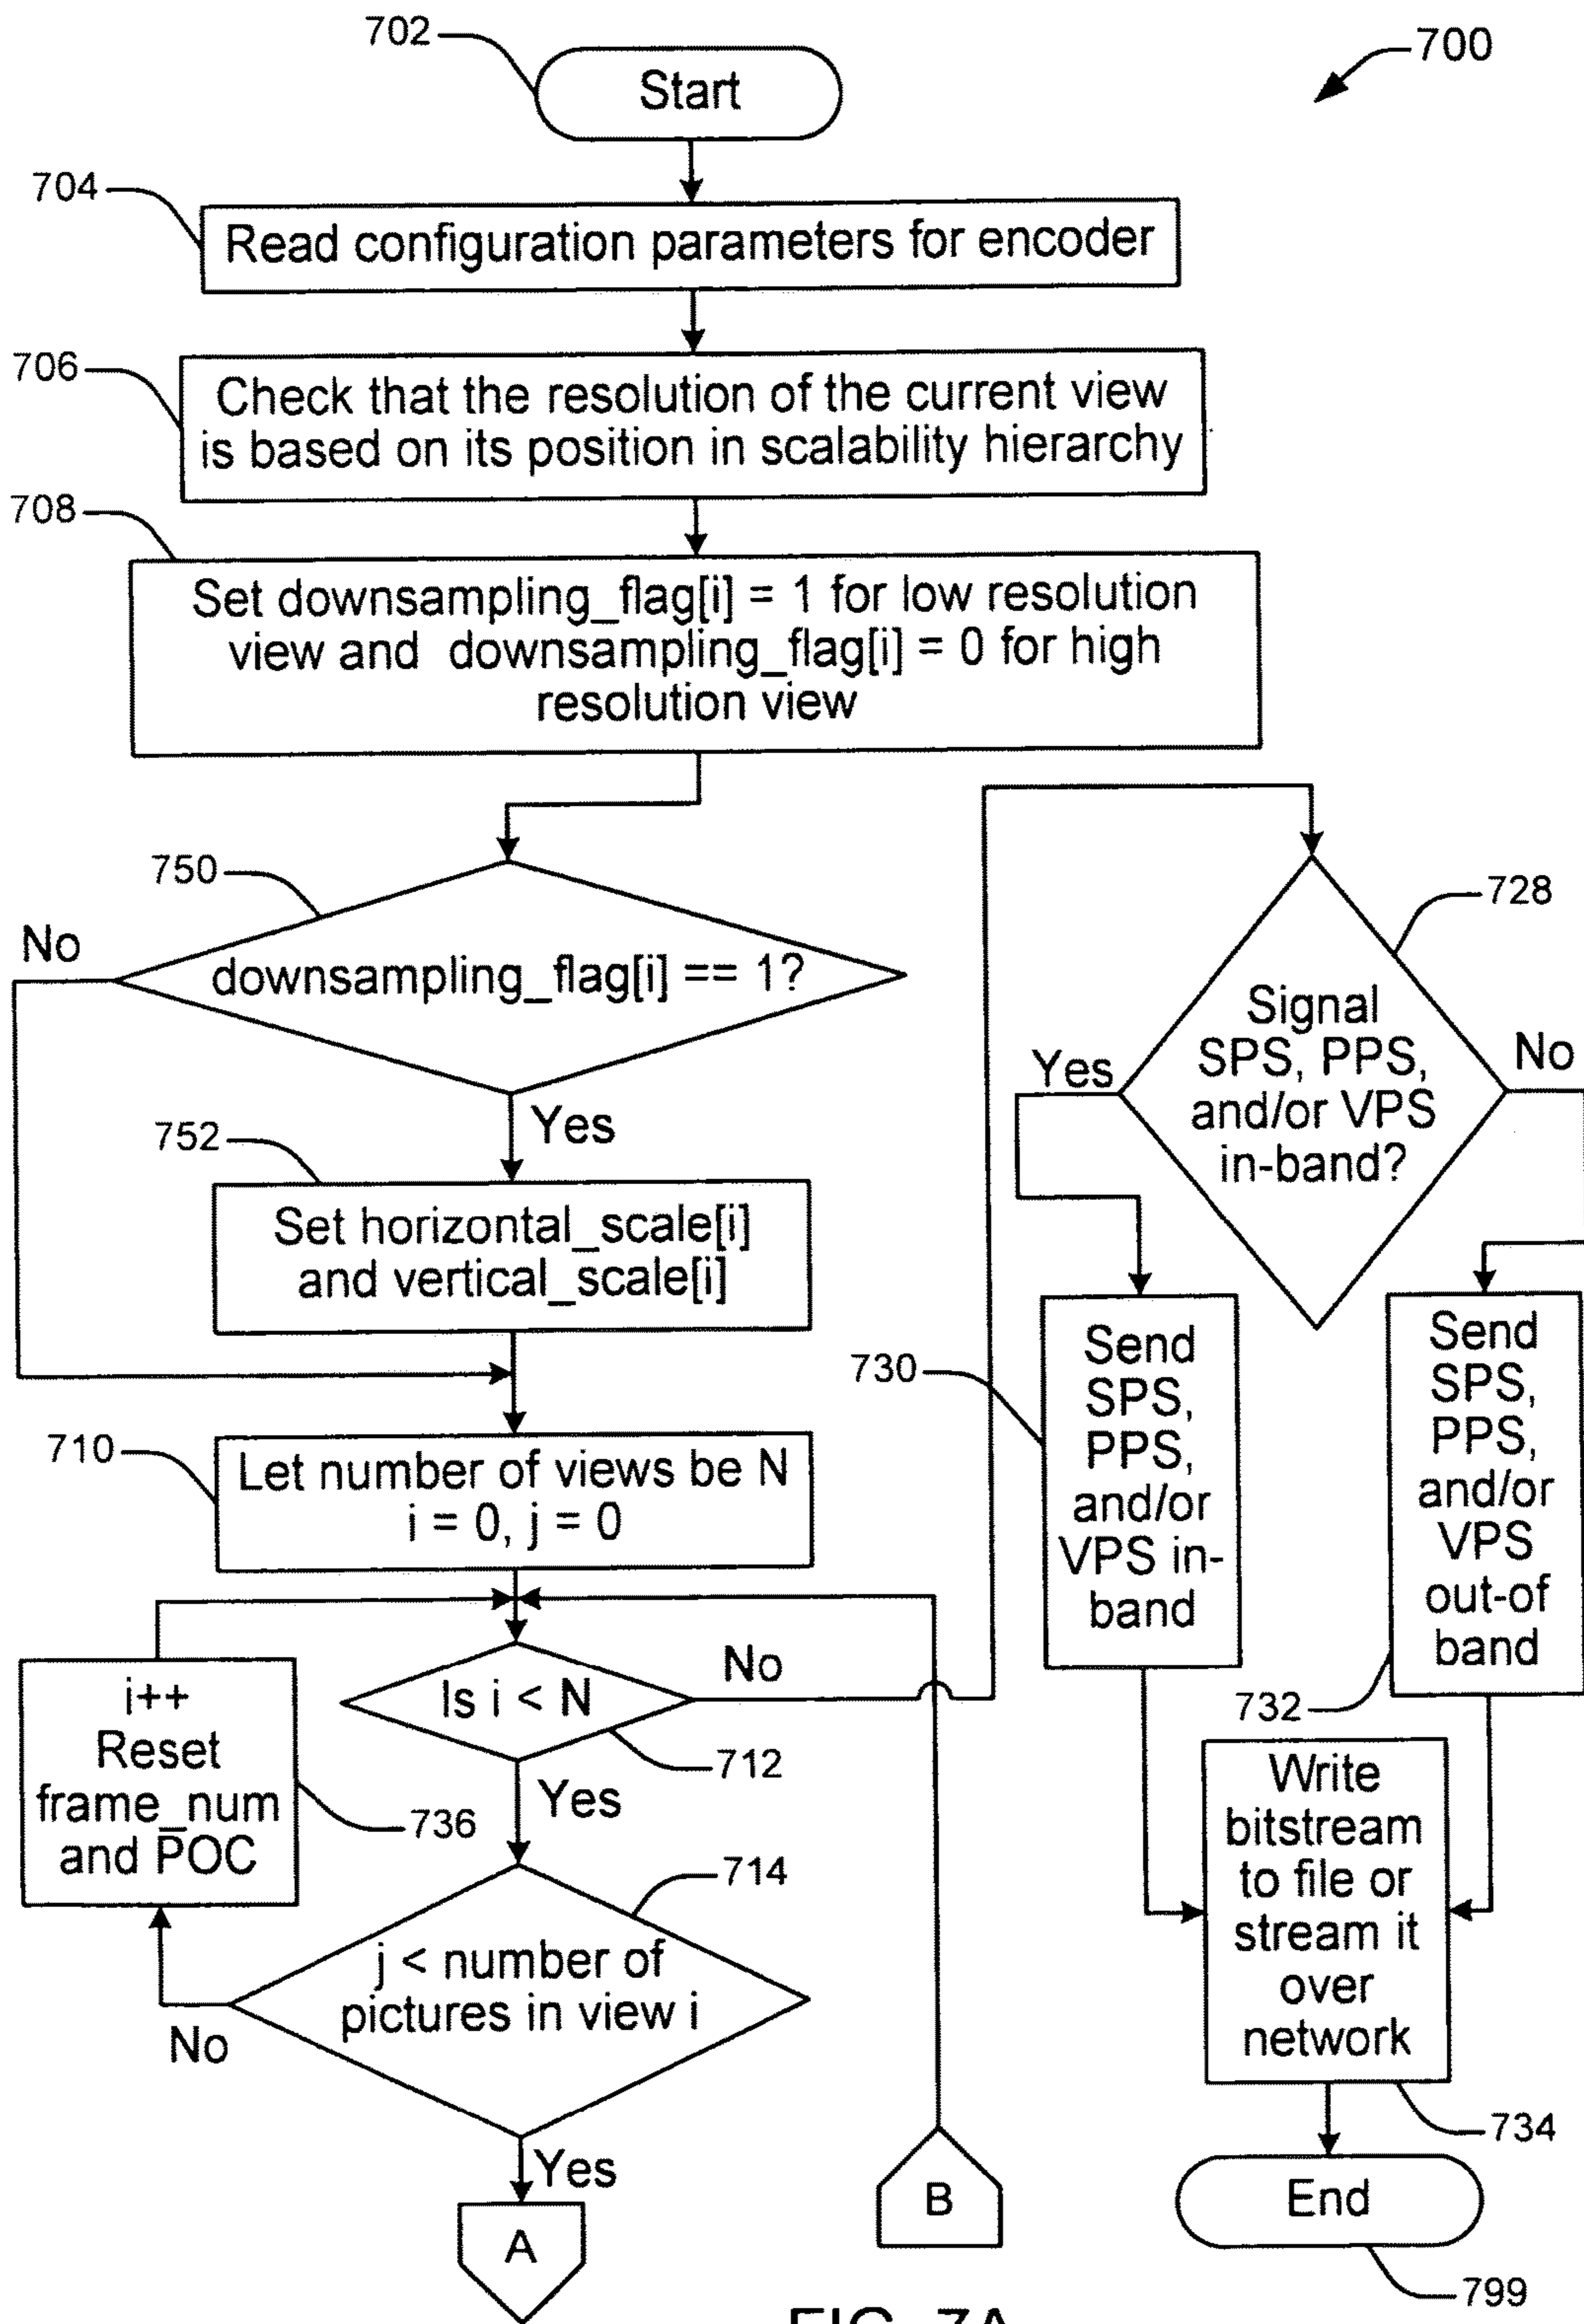 702
Start
700
704
Read configuration parameters for encoder
706
Check that the resolution of the current view
is based on its position in scalability hierarchy
708
Set downsampling_flag[i] = 1 for low resolution
view and downsampling_flag[i] = 0 for high
resolution view
750
No
downsampling_flag[i] == 1?
Yes
752
Set horizontal_scale[i]
and vertical_scale[i]
710
Let number of views be N
i = 0, j = 0
Is i < N
No
712
Yes
i++
Reset
frame_num
and POC
736
714
j < number of
pictures in view i
No
Yes
A
B
728
Signal
SPS, PPS,
and/or VPS
in-band?
Yes
No
730
Send
SPS,
PPS,
and/or
VPS in-
band
Send
SPS,
PPS,
and/or
VPS
out-of
band
732
Write
bitstream
to file or
stream it
over
network
734
End
799
FIG. 7A